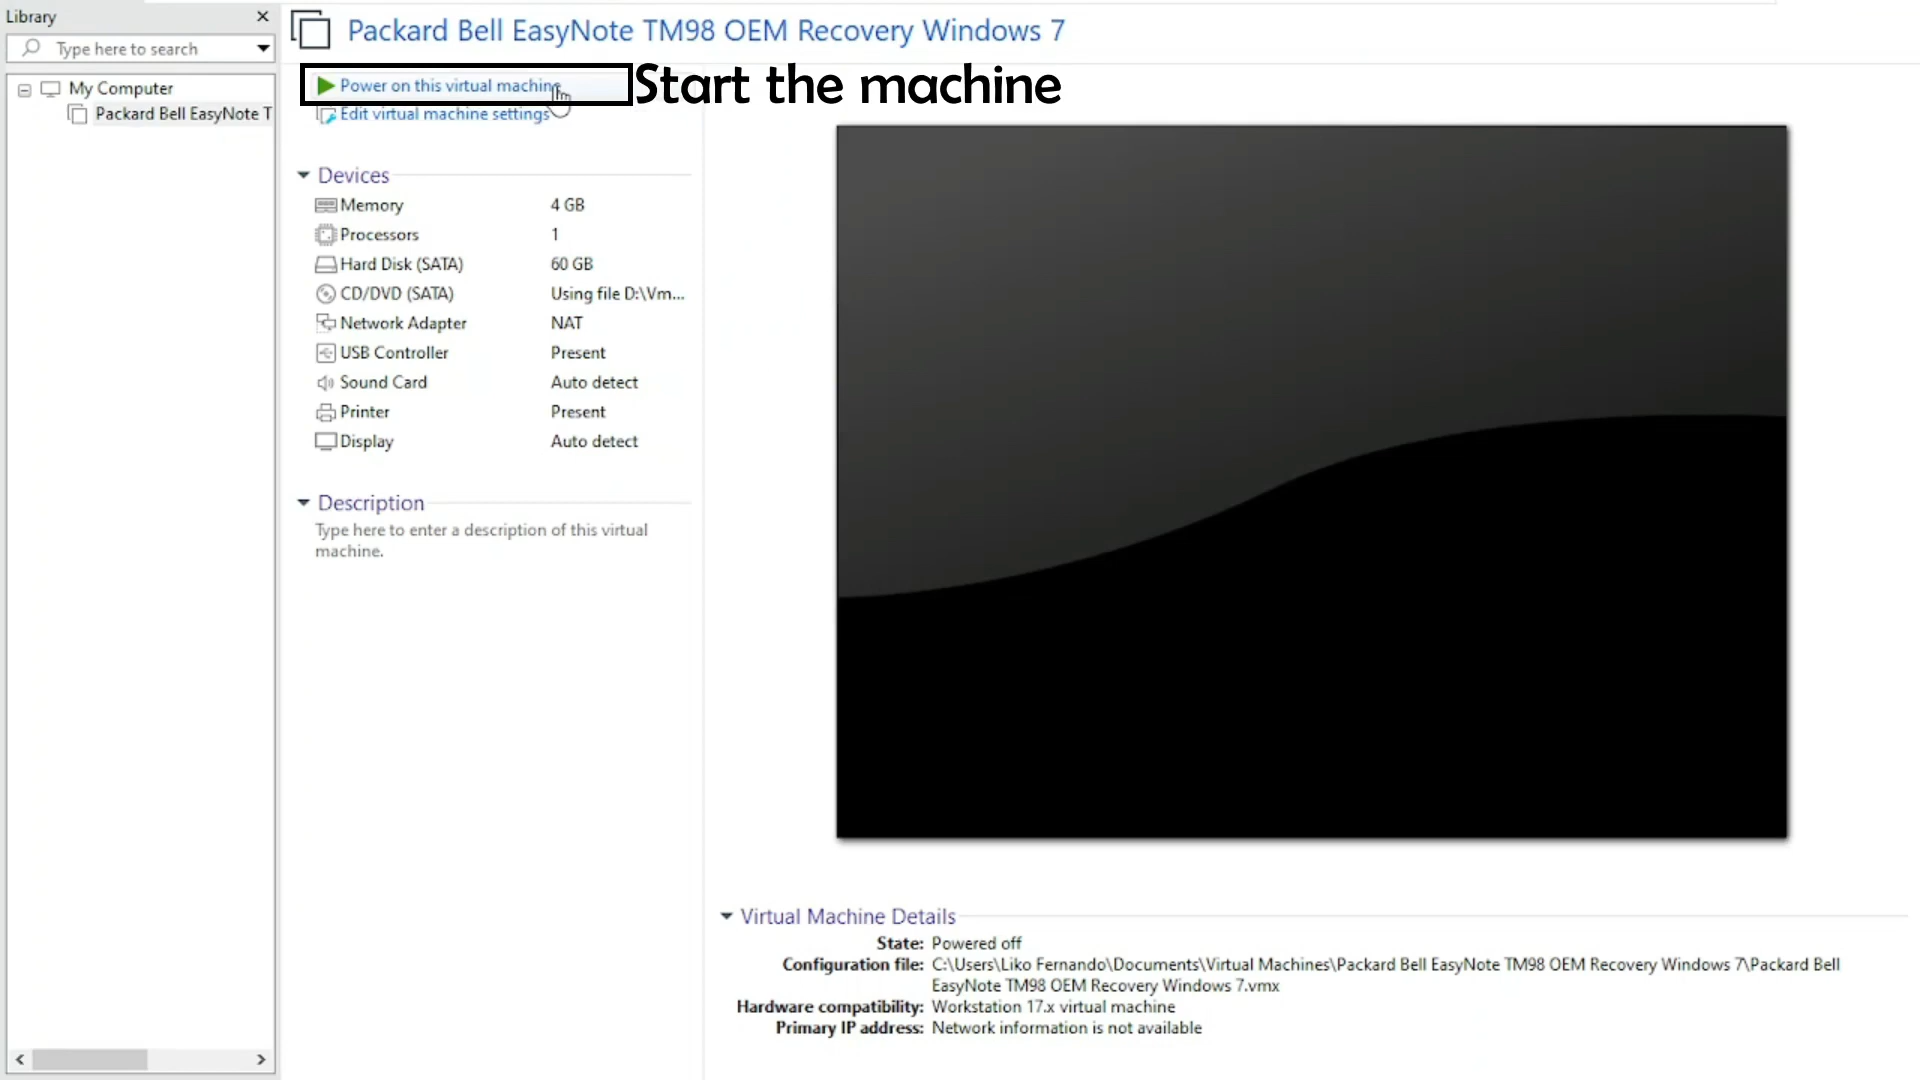 Library
Type here to search
My Computer
Packard Bell EasyNote T
Packard Bell EasyNote TM98 OEM Recovery Windows 7
Power on this virtual machine
Start the machine
Edit virtual machine settings
Devices
Memory 4 GB
Processors 1
Hard Disk (SATA) 60 GB
CD/DVD (SATA) Using file D:\Vm...
Network Adapter NAT
USB Controller Present
Sound Card Auto detect
Printer Present
Display Auto detect
Description
Type here to enter a description of this virtual
machine.
Virtual Machine Details
State: Powered off
Configuration file: C:\Users\Liko Fernando\Documents\Virtual Machines\Packard Bell EasyNote TM98 OEM Recovery Windows 7\Packard Bell
EasyNote TM98 OEM Recovery Windows 7.vmx
Hardware compatibility: Workstation 17.x virtual machine
Primary IP address: Network information is not available